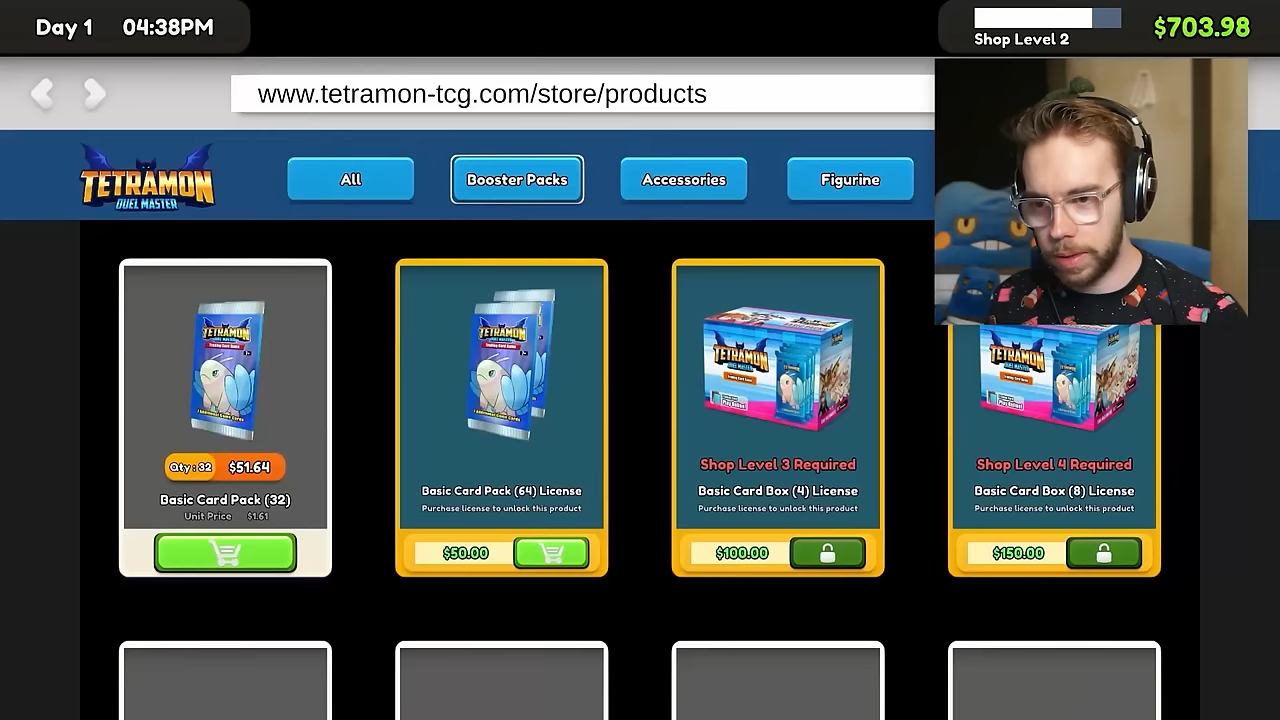 Day 1 04:38PM
Shop Level 2
$703.98
www.tetramon-tcg.com/store/products
TETRAMON
DUEL MASTER
All
Booster Packs
Accessories
Figurine
TETRAMON
TETRAMON
TETRAMON
TETRAMON
Qty : 32 $51.64
Basic Card Pack (32)
Unit Price $1.61
Basic Card Pack (64) License
Purchase license to unlock this product
$50.00
Shop Level 3 Required
Basic Card Box (4) License
Purchase license to unlock this product
$100.00
Shop Level 4 Required
Basic Card Box (8) License
Purchase license to unlock this product
$150.00